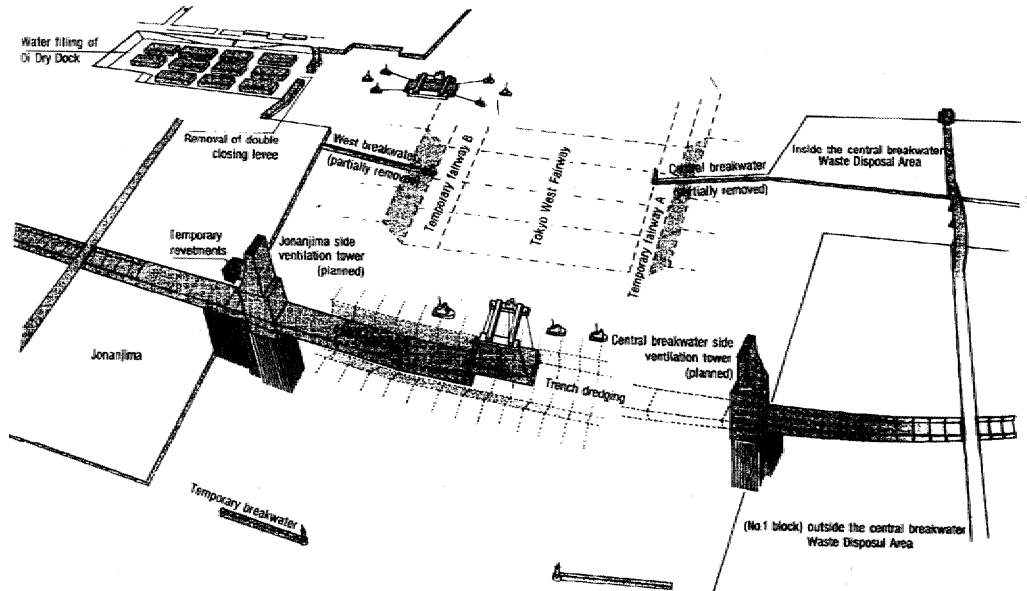 Water filling of
Oi Dry Dock
Removal of double
closing levee
West breakwater
(partially removed)
Temporary fairway B
Tokyo West Fairway
Temporary fairway A
Central breakwater
(partially removed)
Inside the central breakwater
Waste Disposal Area
Temporary
revetments
Jonanjima side
ventilation tower
(planned)
Central breakwater side
ventilation tower
(planned)
Jonanjima
Trench dredging
Temporary breakwater
(No.1 block) outside the central breakwater
Waste Disposul Area